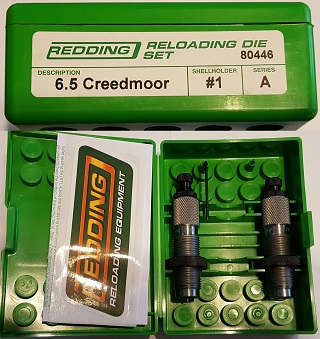 REDDING RELOADING DIE SET 80446
DESCRIPTION SHELLHOLDER SERIES
6.5 Creedmoor #1 A
REDDING
RELOADING EQUIPMENT